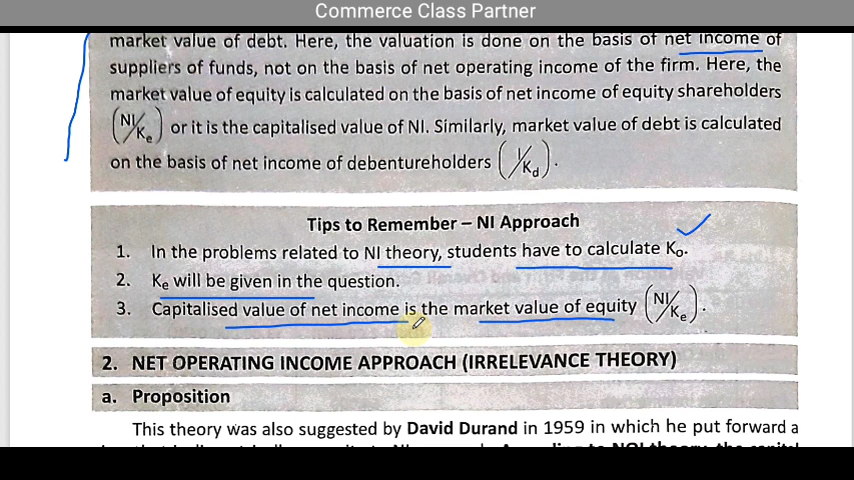 Commerce Class Partner
market value of debt. Here, the valuation is done on the basis of net income of
suppliers of funds, not on the basis of net operating income of the firm. Here, the
market value of equity is calculated on the basis of net income of equity shareholders
(NI/Ke) or it is the capitalised value of NI. Similarly, market value of debt is calculated
on the basis of net income of debentureholders (I/Kd).
Tips to Remember – NI Approach
1. In the problems related to NI theory, students have to calculate Ko.
2. Ke will be given in the question.
3. Capitalised value of net income is the market value of equity (NI/Ke).
2. NET OPERATING INCOME APPROACH (IRRELEVANCE THEORY)
a. Proposition
This theory was also suggested by David Durand in 1959 in which he put forward a